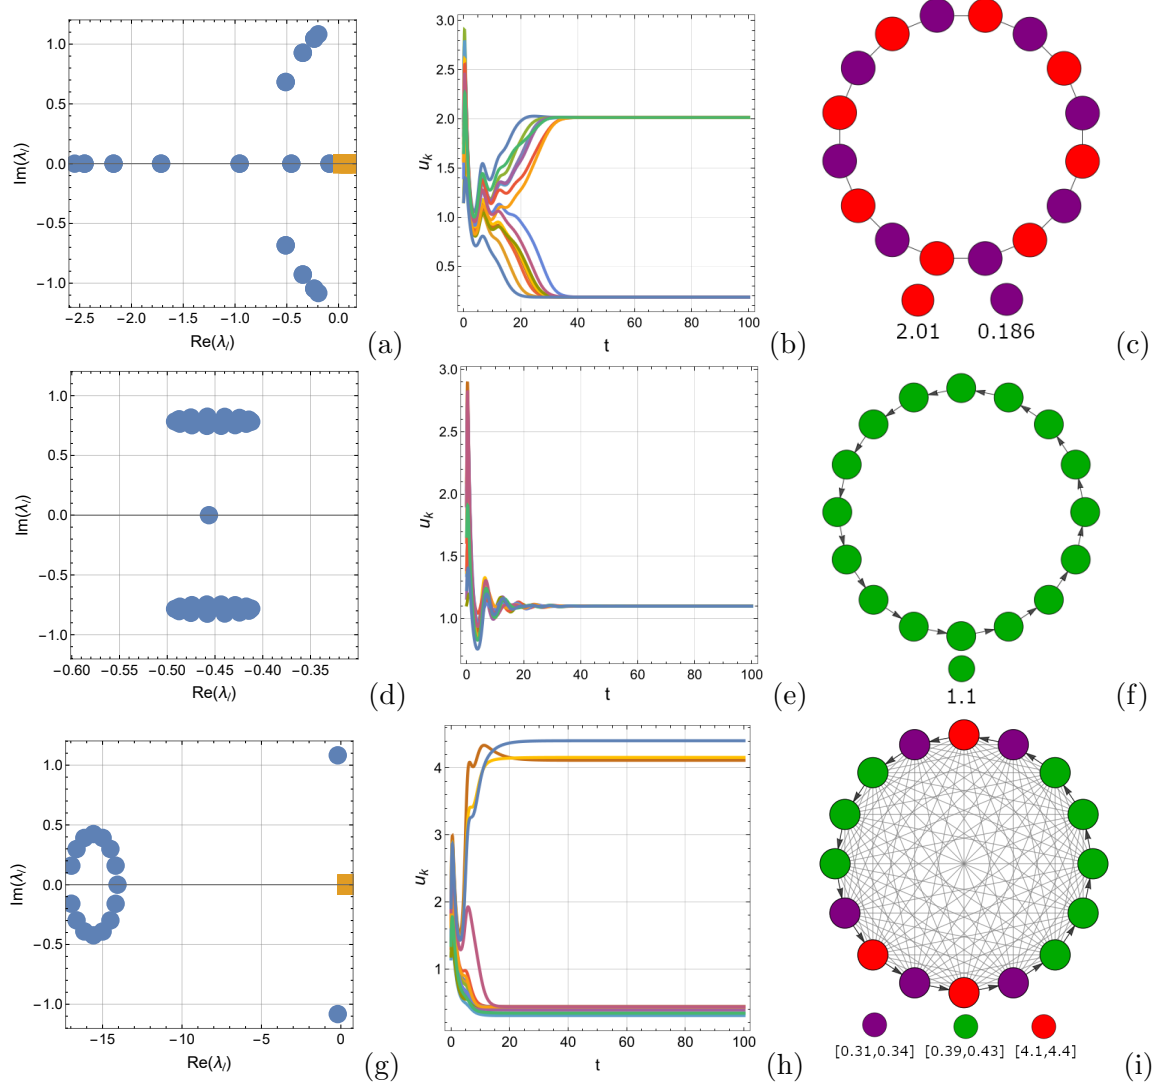 1.0
0.5
0.0
−0.5
−1.0
Im(λl)
−2.5 −2.0 −1.5 −1.0 −0.5 0.0
Re(λl)
(a)
3.0
2.5
2.0
1.5
1.0
0.5
uk
0 20 40 60 80 100
t
(b)
2.01 0.186
(c)
1.0
0.5
0.0
−0.5
−1.0
Im(λl)
−0.60 −0.55 −0.50 −0.45 −0.40 −0.35
Re(λl)
(d)
3.0
2.5
2.0
1.5
1.0
uk
0 20 40 60 80 100
t
(e)
1.1
(f)
1.0
0.5
0.0
−0.5
−1.0
Im(λl)
−15 −10 −5 0
Re(λl)
(g)
4
3
2
1
uk
0 20 40 60 80 100
t
(h)
[0.31,0.34] [0.39,0.43] [4.1,4.4]
(i)